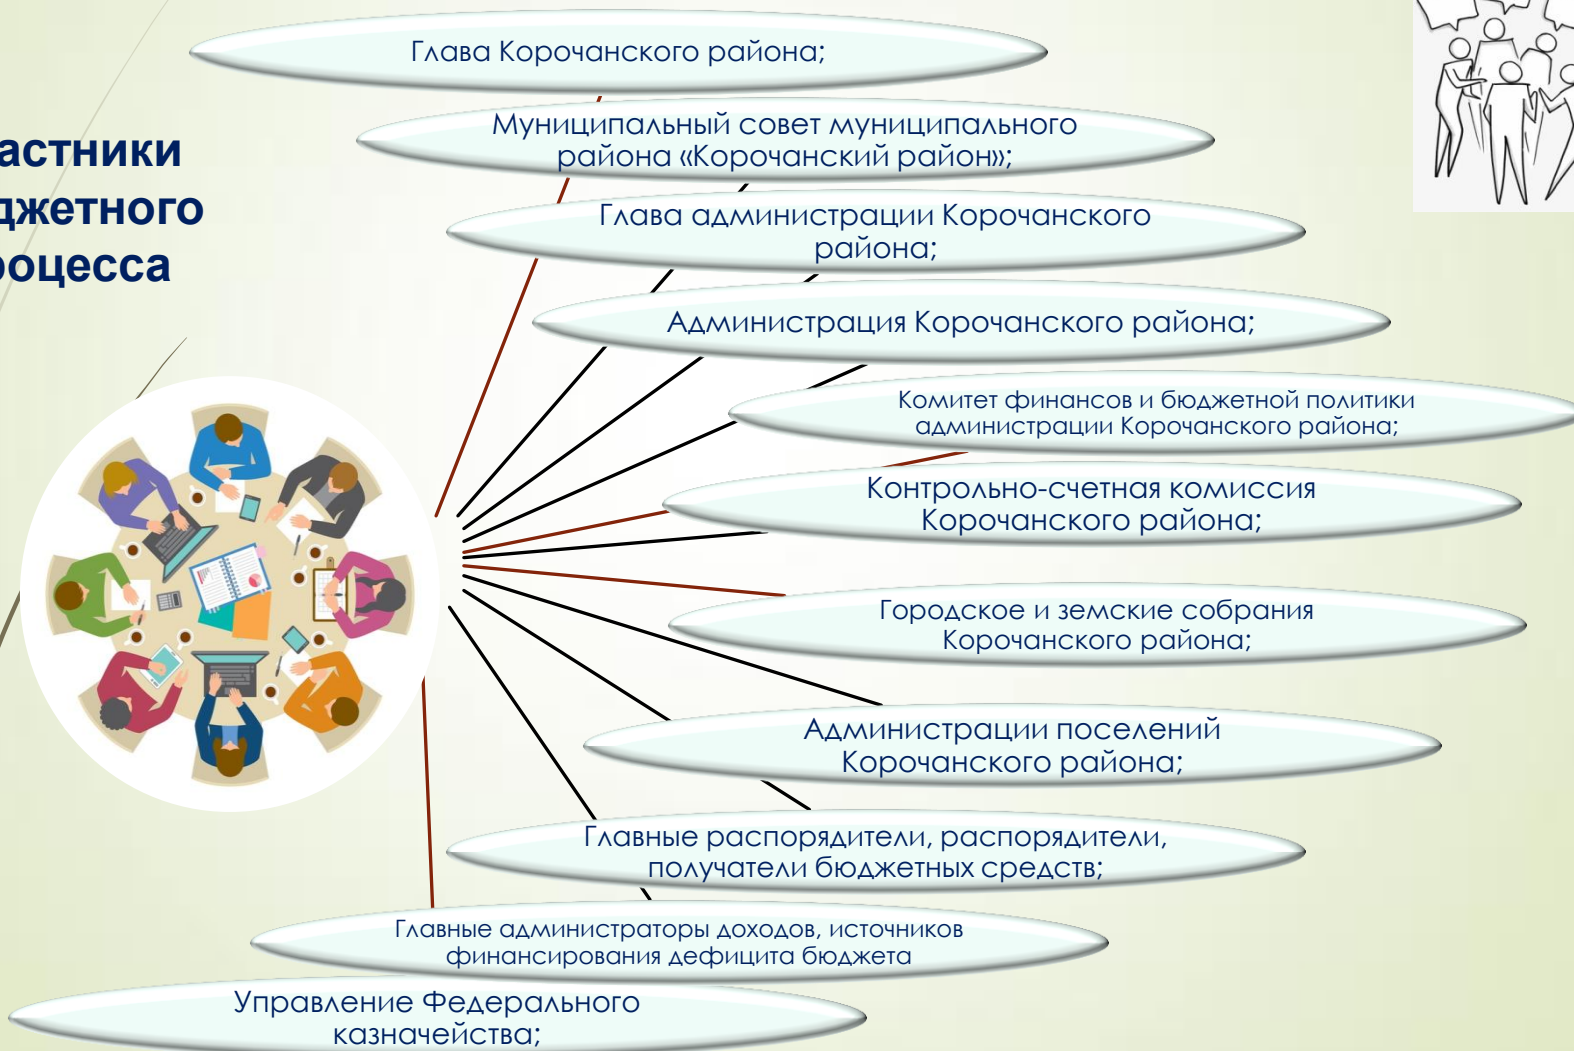 Глава Корочанского района;
Муниципальный совет муниципального
района «Корочанский район»;
астники
джетного
роцесса
Глава администрации Корочанского
района;
Администрация Корочанского района;
Комитет финансов и бюджетной политики
администрации Корочанского района;
Контрольно-счетная комиссия
Корочанского района;
Городское и земские собрания
Корочанского района;
Администрации поселений
Корочанского района;
Главные распорядители, распорядители,
получатели бюджетных средств;
Главные администраторы доходов, источников
финансирования дефицита бюджета
Управление Федерального
казначейства;